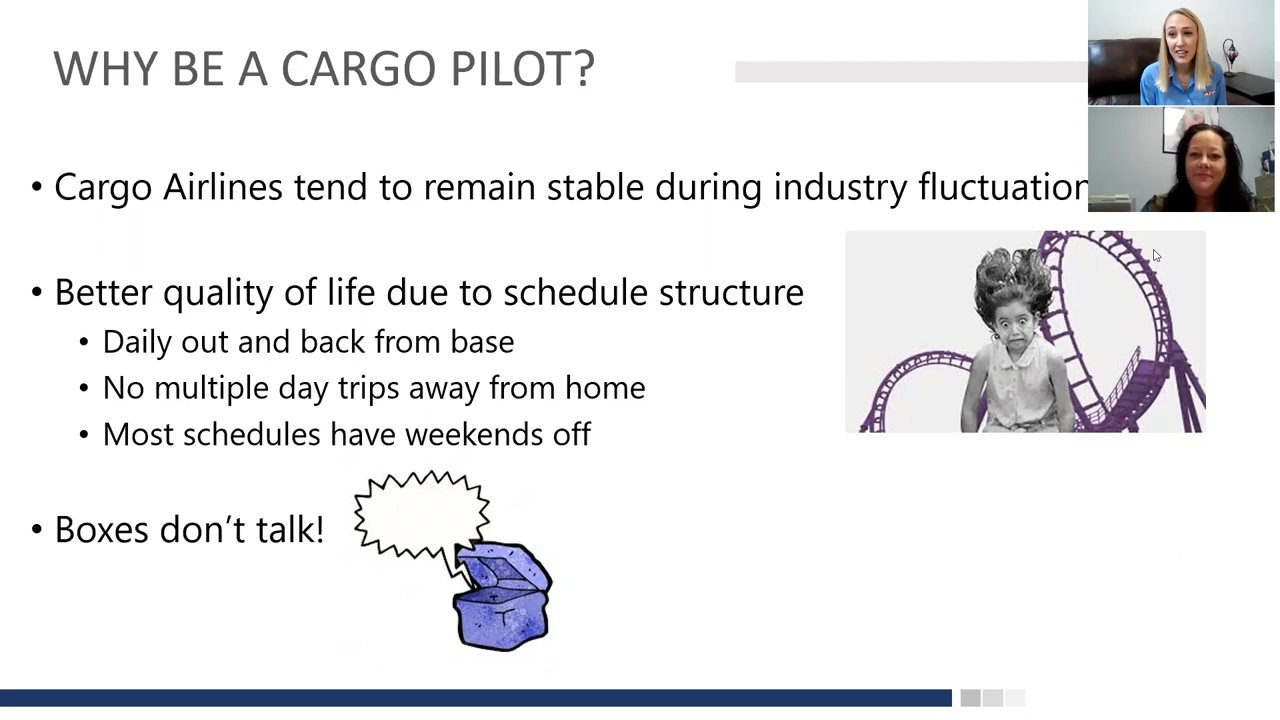 WHY BE A CARGO PILOT?
• Cargo Airlines tend to remain stable during industry fluctuation
• Better quality of life due to schedule structure
• Daily out and back from base
• No multiple day trips away from home
• Most schedules have weekends off
• Boxes don’t talk!